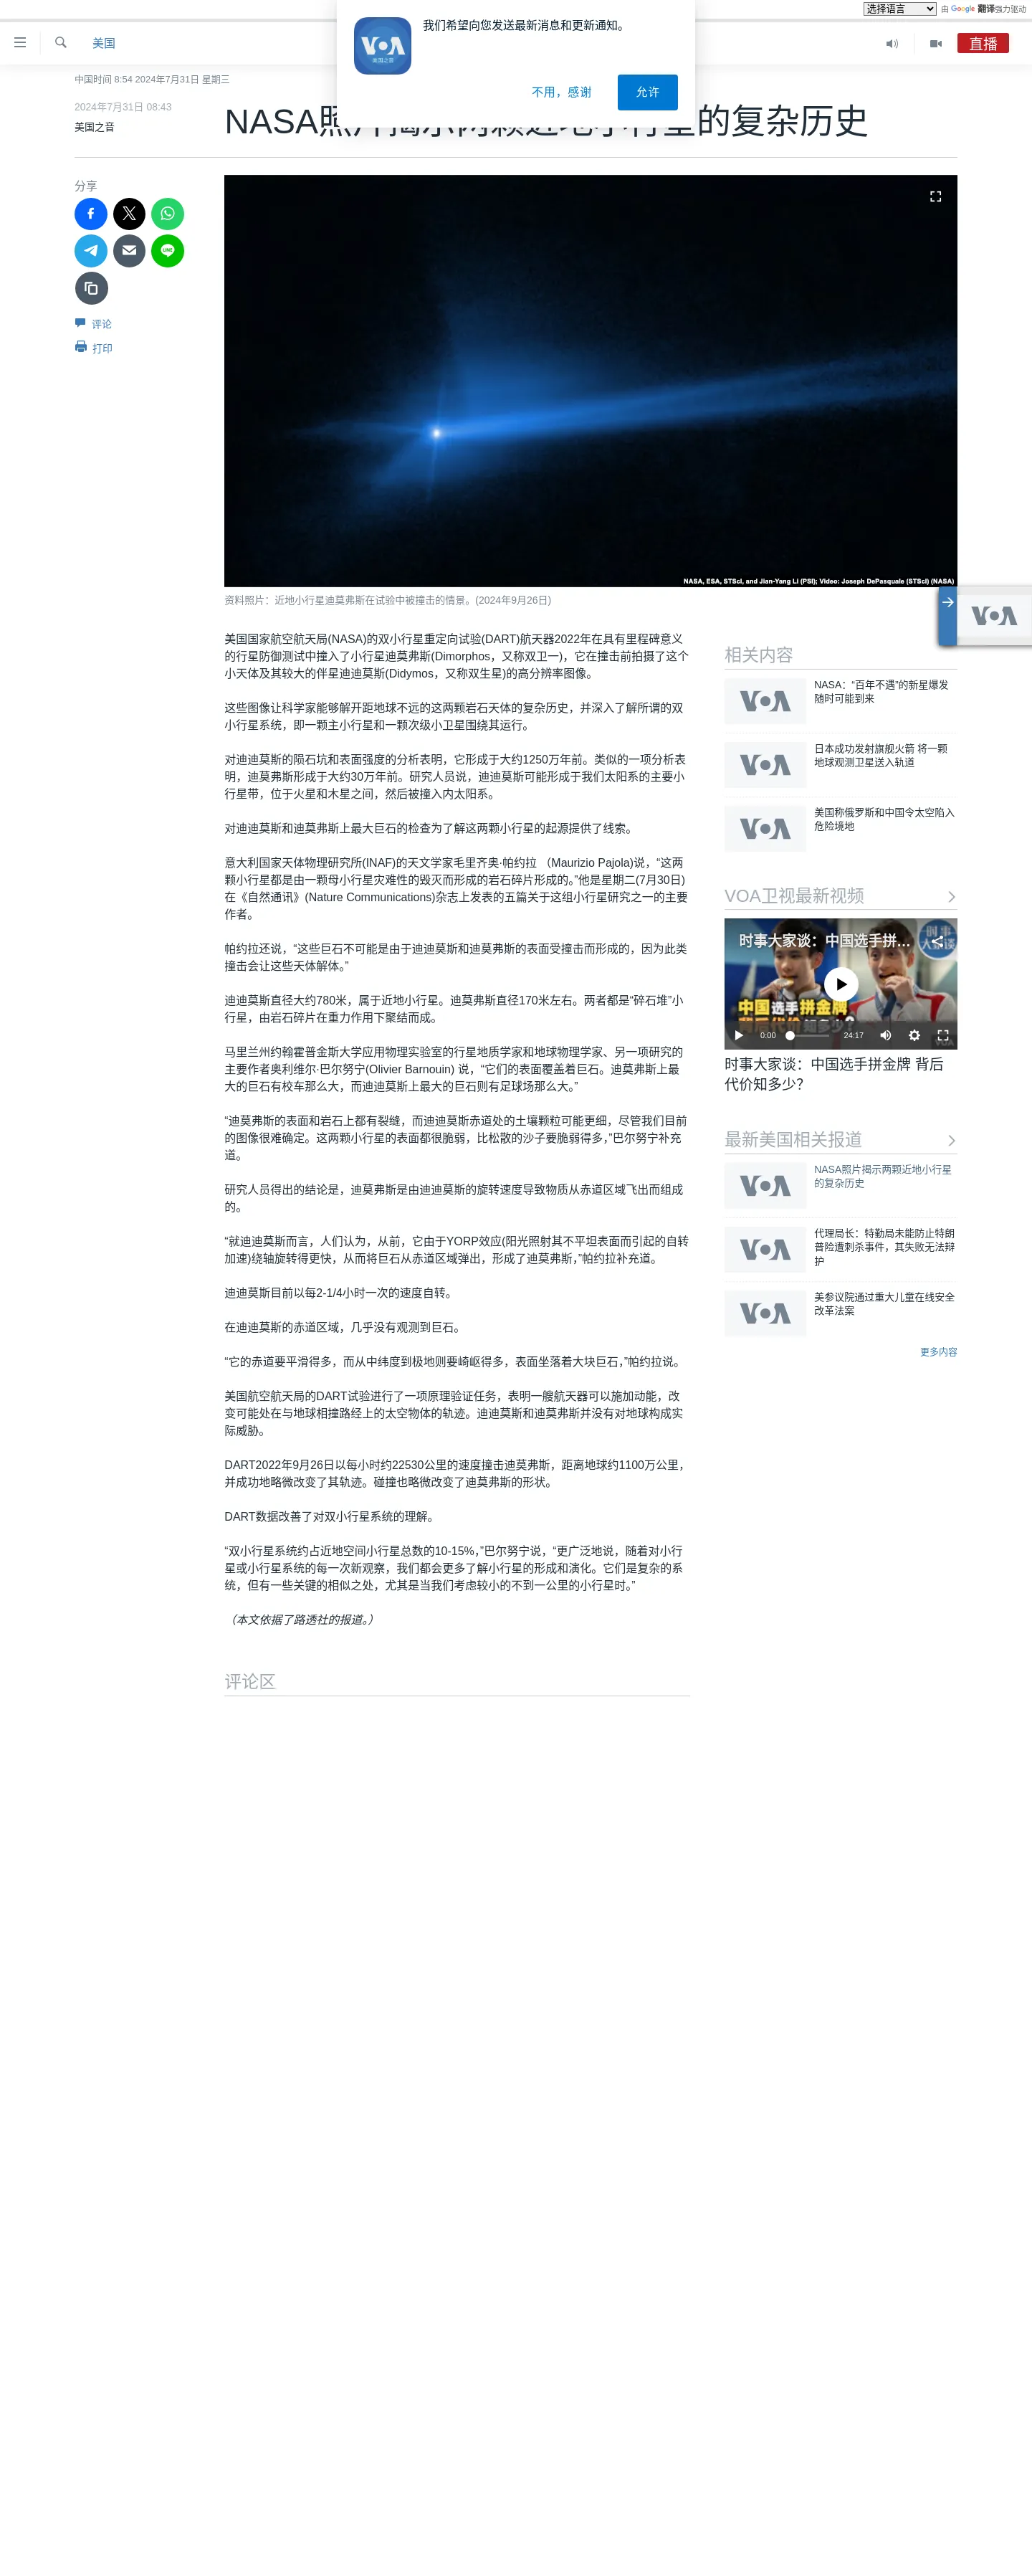 选择语言
由 Google 翻译强力驱动
美国
直播
VOA
美国之音
我们希望向您发送最新消息和更新通知。
不用，感谢
允许
中国时间 8:54 2024年7月31日 星期三
2024年7月31日 08:43
美国之音
NASA照片揭示两颗近地小行星的复杂历史
分享
评论
打印
NASA, ESA, STScI, and Jian-Yang Li (PSI); Video: Joseph DePasquale (STScI) (NASA)
资料照片：近地小行星迪莫弗斯在试验中被撞击的情景。(2024年9月26日)
VOA
美国国家航空航天局(NASA)的双小行星重定向试验(DART)航天器2022年在具有里程碑意义
的行星防御测试中撞入了小行星迪莫弗斯(Dimorphos，又称双卫一)，它在撞击前拍摄了这个
小天体及其较大的伴星迪迪莫斯(Didymos，又称双生星)的高分辨率图像。
这些图像让科学家能够解开距地球不远的这两颗岩石天体的复杂历史，并深入了解所谓的双
小行星系统，即一颗主小行星和一颗次级小卫星围绕其运行。
对迪迪莫斯的陨石坑和表面强度的分析表明，它形成于大约1250万年前。类似的一项分析表
明，迪莫弗斯形成于大约30万年前。研究人员说，迪迪莫斯可能形成于我们太阳系的主要小
行星带，位于火星和木星之间，然后被撞入内太阳系。
对迪迪莫斯和迪莫弗斯上最大巨石的检查为了解这两颗小行星的起源提供了线索。
意大利国家天体物理研究所(INAF)的天文学家毛里齐奥·帕约拉 （Maurizio Pajola)说，“这两
颗小行星都是由一颗母小行星灾难性的毁灭而形成的岩石碎片形成的。”他是星期二(7月30日)
在《自然通讯》(Nature Communications)杂志上发表的五篇关于这组小行星研究之一的主要
作者。
帕约拉还说，“这些巨石不可能是由于迪迪莫斯和迪莫弗斯的表面受撞击而形成的，因为此类
撞击会让这些天体解体。”
迪迪莫斯直径大约780米，属于近地小行星。迪莫弗斯直径170米左右。两者都是“碎石堆”小
行星，由岩石碎片在重力作用下聚结而成。
马里兰州约翰霍普金斯大学应用物理实验室的行星地质学家和地球物理学家、另一项研究的
主要作者奥利维尔·巴尔努宁(Olivier Barnouin) 说，“它们的表面覆盖着巨石。迪莫弗斯上最
大的巨石有校车那么大，而迪迪莫斯上最大的巨石则有足球场那么大。”
“迪莫弗斯的表面和岩石上都有裂缝，而迪迪莫斯赤道处的土壤颗粒可能更细，尽管我们目前
的图像很难确定。这两颗小行星的表面都很脆弱，比松散的沙子要脆弱得多，”巴尔努宁补充
道。
研究人员得出的结论是，迪莫弗斯是由迪迪莫斯的旋转速度导致物质从赤道区域飞出而组成
的。
“就迪迪莫斯而言，人们认为，从前，它由于YORP效应(阳光照射其不平坦表面而引起的自转
加速)绕轴旋转得更快，从而将巨石从赤道区域弹出，形成了迪莫弗斯，”帕约拉补充道。
迪迪莫斯目前以每2-1/4小时一次的速度自转。
在迪迪莫斯的赤道区域，几乎没有观测到巨石。
“它的赤道要平滑得多，而从中纬度到极地则要崎岖得多，表面坐落着大块巨石，”帕约拉说。
美国航空航天局的DART试验进行了一项原理验证任务，表明一艘航天器可以施加动能，改
变可能处在与地球相撞路经上的太空物体的轨迹。迪迪莫斯和迪莫弗斯并没有对地球构成实
际威胁。
DART2022年9月26日以每小时约22530公里的速度撞击迪莫弗斯，距离地球约1100万公里，
并成功地略微改变了其轨迹。碰撞也略微改变了迪莫弗斯的形状。
DART数据改善了对双小行星系统的理解。
“双小行星系统约占近地空间小行星总数的10-15%，”巴尔努宁说，“更广泛地说，随着对小行
星或小行星系统的每一次新观察，我们都会更多了解小行星的形成和演化。它们是复杂的系
统，但有一些关键的相似之处，尤其是当我们考虑较小的不到一公里的小行星时。”
（本文依据了路透社的报道。）
评论区
相关内容
VOA
NASA：“百年不遇”的新星爆发
随时可能到来
VOA
日本成功发射旗舰火箭 将一颗
地球观测卫星送入轨道
VOA
美国称俄罗斯和中国令太空陷入
危险境地
VOA卫视最新视频
时事大家谈：中国选手拼…
中国选手拼金牌
0:00
24:17
时事大家谈：中国选手拼金牌 背后
代价知多少？
最新美国相关报道
VOA
NASA照片揭示两颗近地小行星
的复杂历史
VOA
代理局长：特勤局未能防止特朗
普险遭刺杀事件，其失败无法辩
护
VOA
美参议院通过重大儿童在线安全
改革法案
更多内容